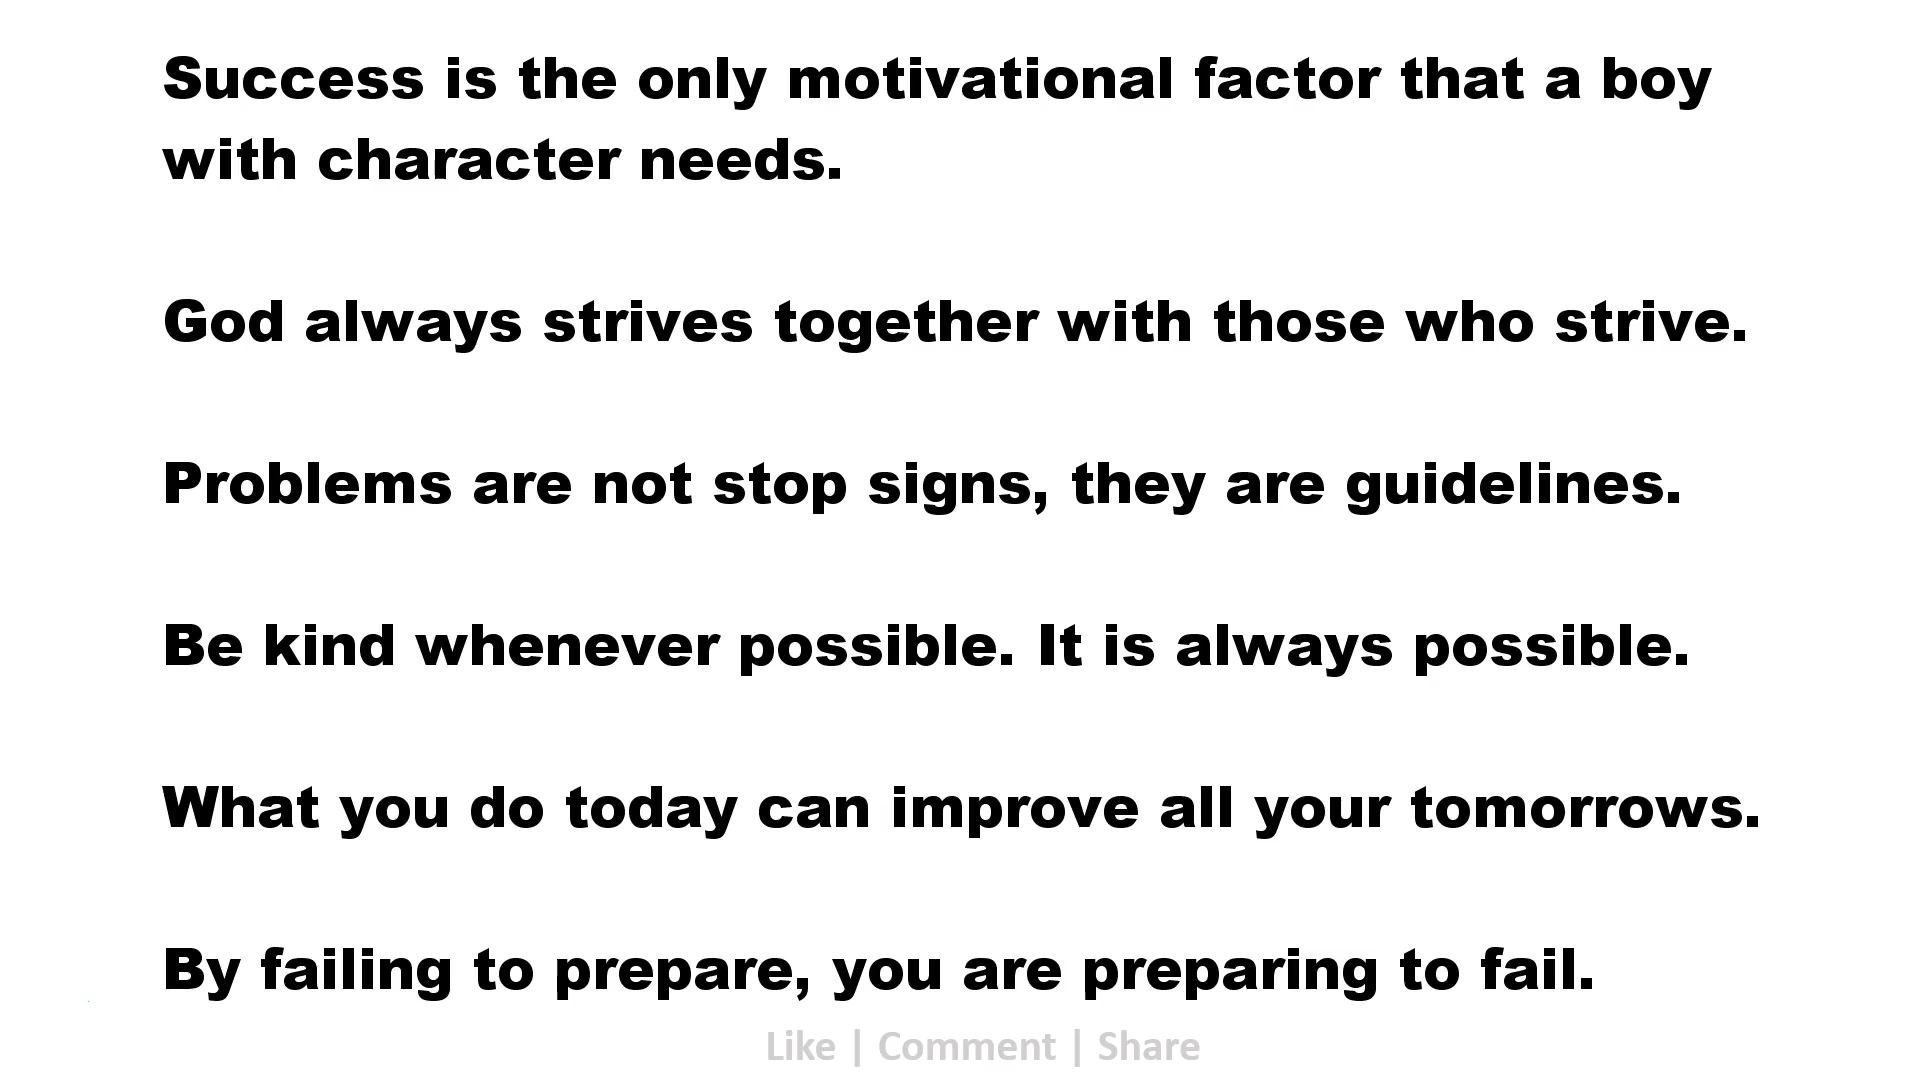 Success is the only motivational factor that a boy
with character needs.
God always strives together with those who strive.
Problems are not stop signs, they are guidelines.
Be kind whenever possible. It is always possible.
What you do today can improve all your tomorrows.
By failing to prepare, you are preparing to fail.
Like | Comment | Share